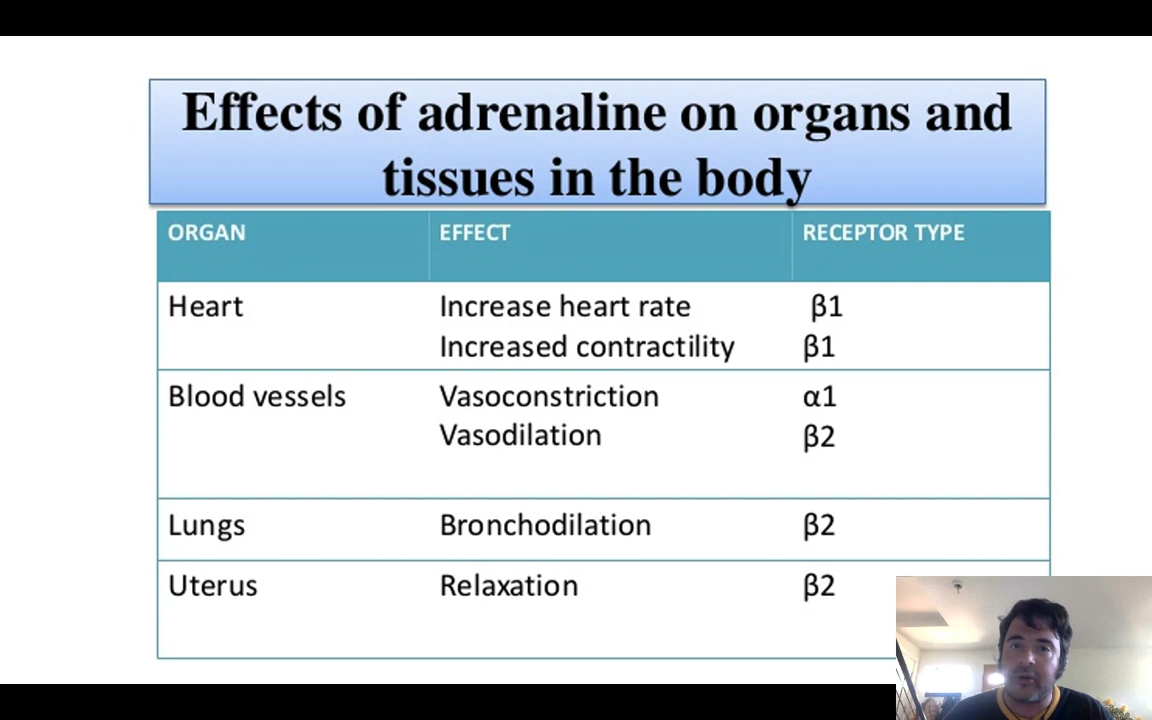 Effects of adrenaline on organs and
tissues in the body
ORGAN EFFECT RECEPTOR TYPE
Heart Increase heart rate β1
Increased contractility β1
Blood vessels Vasoconstriction α1
Vasodilation β2
Lungs Bronchodilation β2
Uterus Relaxation β2